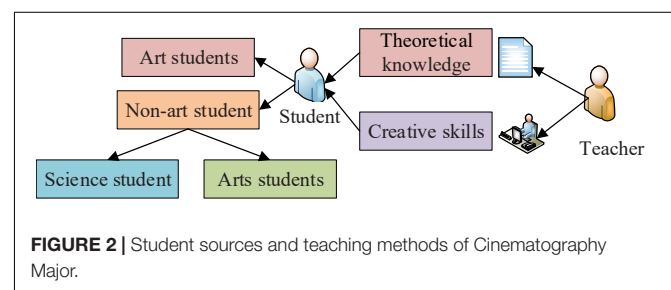 Art students
Theoretical
knowledge
Non-art student
Student
Creative skills
Teacher
Science student
Arts students
FIGURE 2 | Student sources and teaching methods of Cinematography
Major.